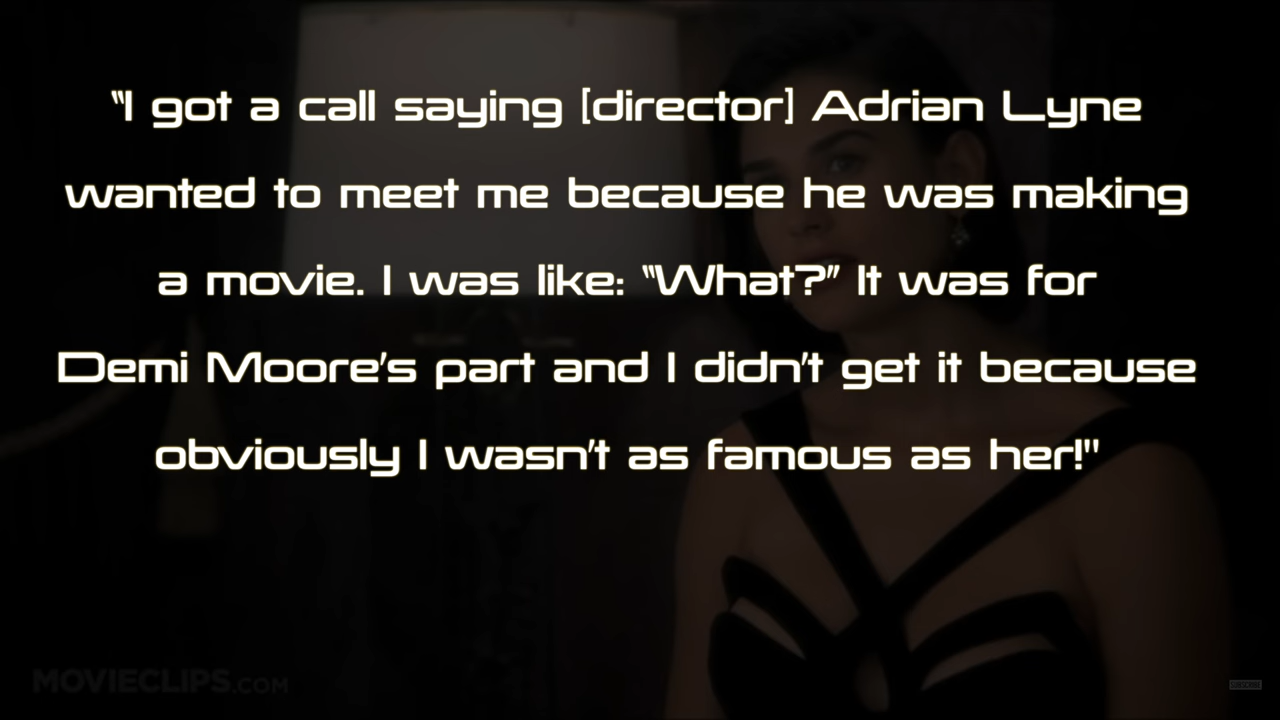 “I got a call saying [director] Adrian Lyne
wanted to meet me because he was making
a movie. I was like: “What?” It was for
Demi Moore’s part and I didn’t get it because
obviously I wasn’t as famous as her!"
MOVIECLIPS.COM
SUBSCRIBE